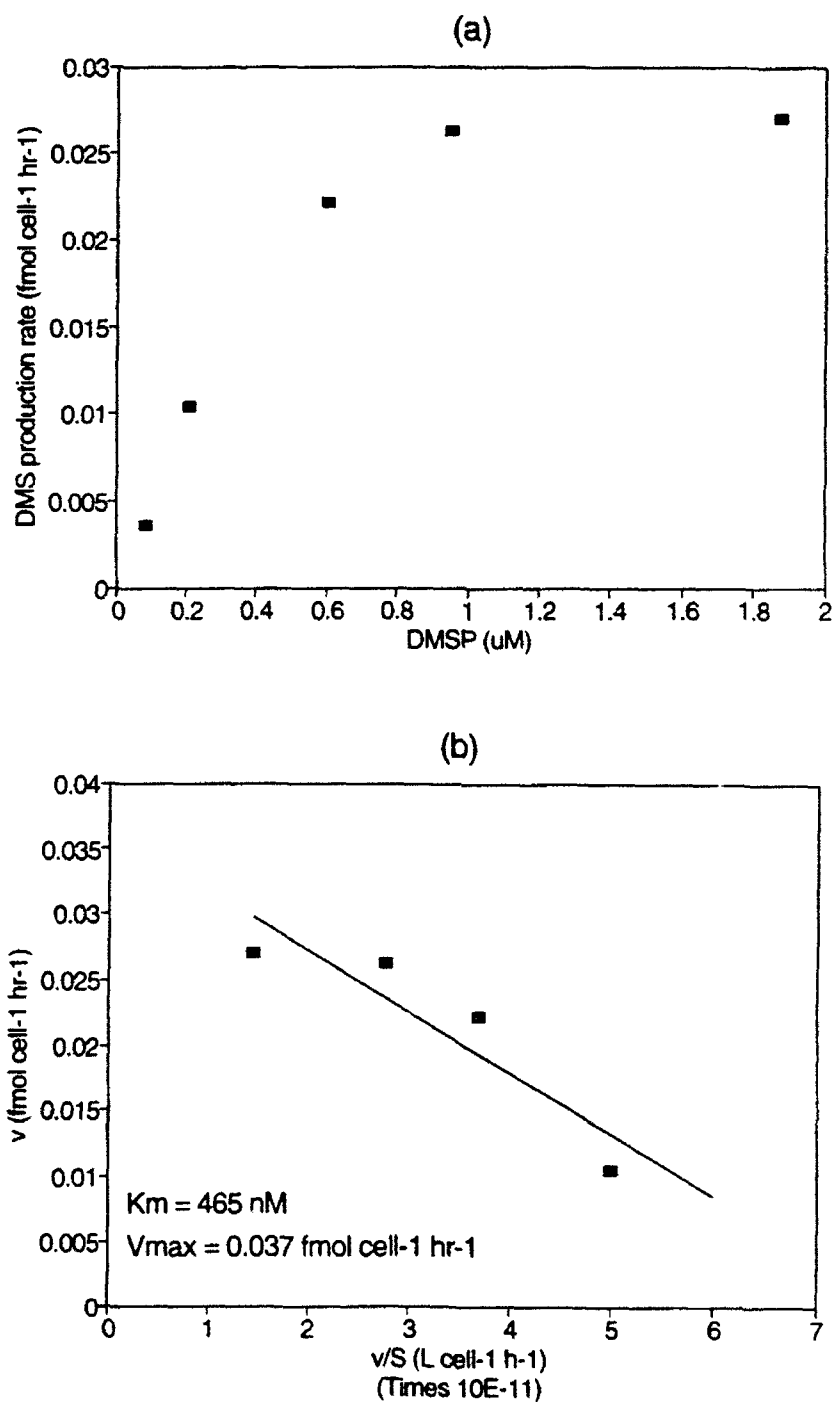 (a)
DMS production rate (fmol cell-1 hr-1)
0.03
0.025
0.02
0.015
0.01
0.005
0
0 0.2 0.4 0.6 0.8 1 1.2 1.4 1.6 1.8 2
DMSP (uM)
(b)
v (fmol cell-1 hr-1)
0.04
0.035
0.03
0.025
0.02
0.015
0.01
0.005
0
Km = 465 nM
Vmax = 0.037 fmol cell-1 hr-1
0 1 2 3 4 5 6 7
v/S (L cell-1 h-1)
(Times 10E-11)